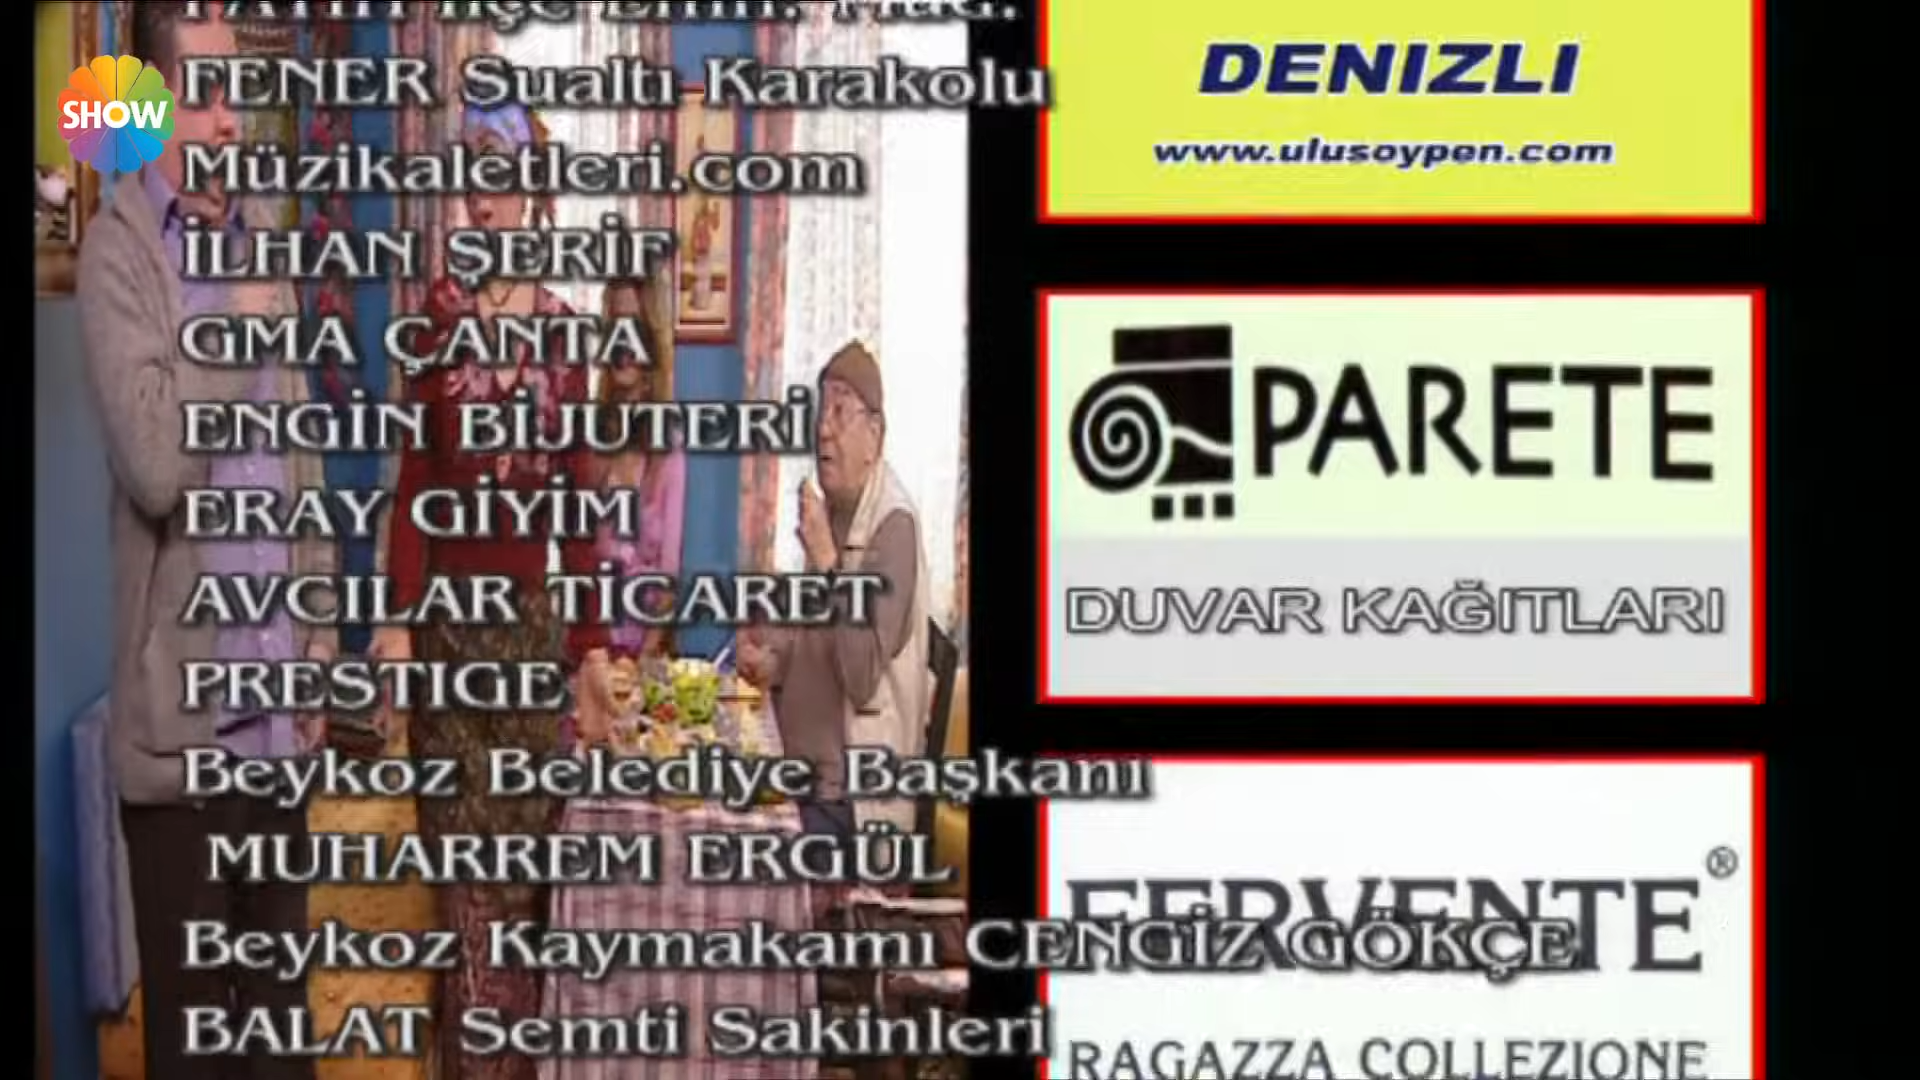 FENER Sualtı Karakolu
SHOW
Müzikaletleri.com
İLHAN ŞERİF
GMA ÇANTA
ENGİN BİJUTERİ
ERAY GİYİM
AVCILAR TİCARET
PRESTIGE
Beykoz Belediye Başkanı
MUHARREM ERGÜL
Beykoz Kaymakamı CENGİZ GÖKÇE
BALAT Semti Sakinleri
DENIZLI
www.ulusoypen.com
PARETE
DUVAR KAĞITLARI
FERVENTE®
RAGAZZA COLLEZIONE